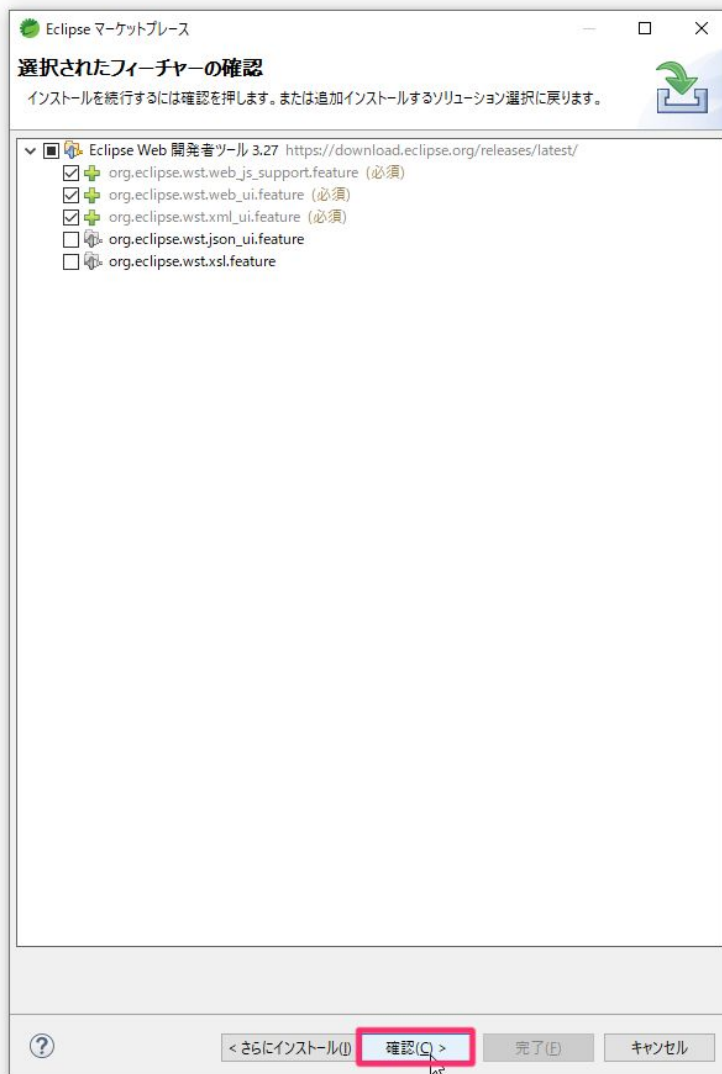 Eclipse マーケットプレース
選択されたフィーチャーの確認
インストールを続行するには確認を押します。または追加インストールするソリューション選択に戻ります。
Eclipse Web 開発者ツール 3.27 https://download.eclipse.org/releases/latest/
org.eclipse.wst.web_js_support.feature (必須)
org.eclipse.wst.web_ui.feature (必須)
org.eclipse.wst.xml_ui.feature (必須)
org.eclipse.wst.json_ui.feature
org.eclipse.wst.xsl.feature
< さらにインストール(I) 確認(C) > 完了(F) キャンセル